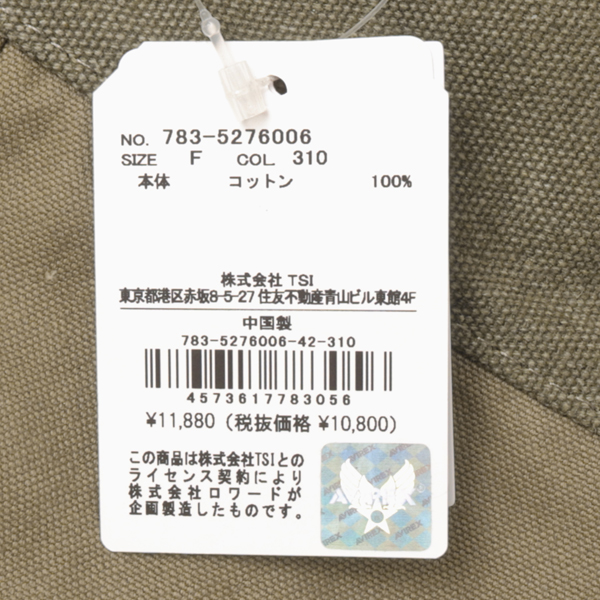 NO. 783-5276006
SIZE F COL. 310
本体 コットン 100%
株式会社 TSI
東京都港区赤坂8-5-27 住友不動産青山ビル東館4F
中国製
783-5276006-42-310
4573617783056
¥11,880 (税抜価格 ¥10,800)
この商品は株式会社TSIとの
ライセンス契約により
株式会社ロワードが
企画製造したものです。